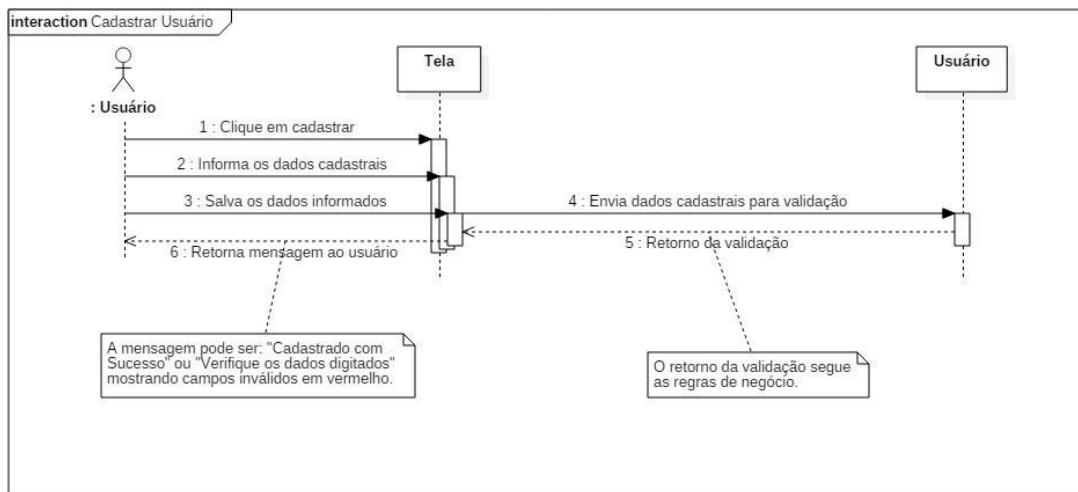 interaction Cadastrar Usuário
: Usuário
Tela
Usuário
1 : Clique em cadastrar
2 : Informa os dados cadastrais
3 : Salva os dados informados
4 : Envia dados cadastrais para validação
5 : Retorno da validação
6 : Retorna mensagem ao usuário
A mensagem pode ser: "Cadastrado com
Sucesso" ou "Verifique os dados digitados"
mostrando campos inválidos em vermelho.
O retorno da validação segue
as regras de negócio.